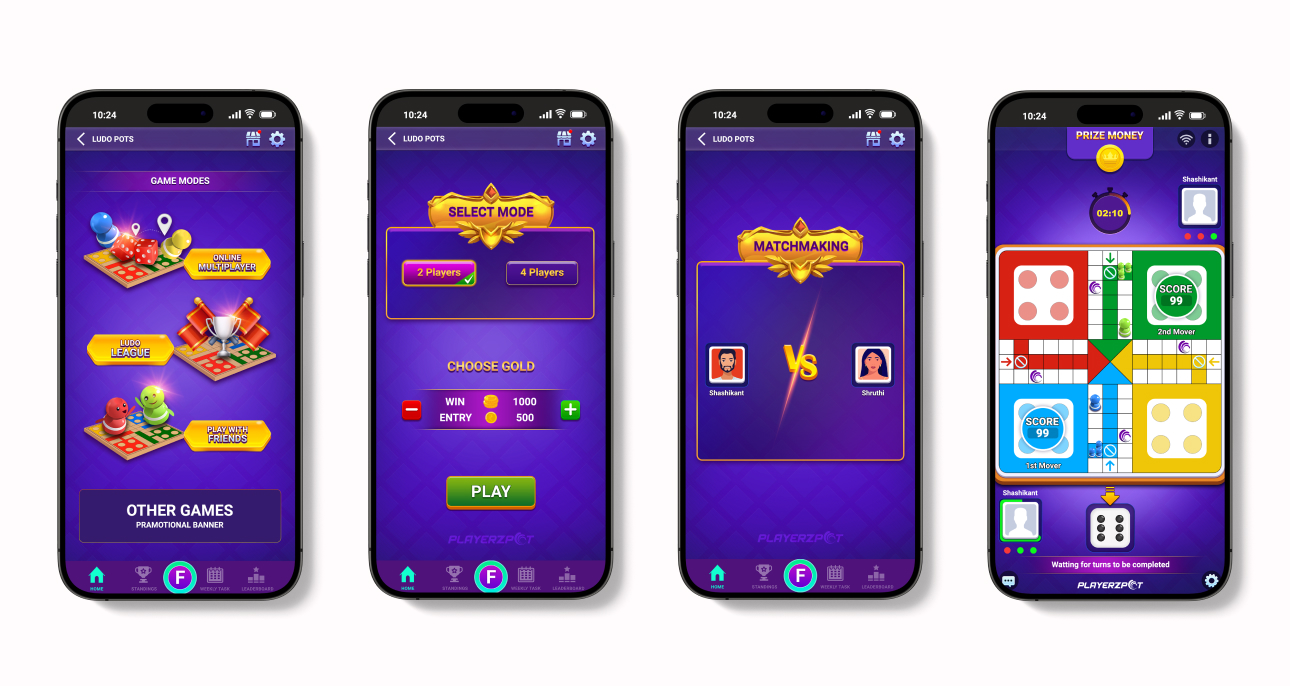 10:24
LUDO POTS
GAME MODES
ONLINE
MULTIPLAYER
LUDO
LEAGUE
PLAY WITH
FRIENDS
OTHER GAMES
PRAMOTIONAL BANNER
HOME
STANDINGS
F
WEEKLY TASK
LEADERBOARD
10:24
LUDO POTS
SELECT MODE
2 Players
4 Players
CHOOSE GOLD
WIN 1000
ENTRY 500
PLAY
PLAYERZPOT
HOME
STANDINGS
F
WEEKLY TASK
LEADERBOARD
10:24
LUDO POTS
MATCHMAKING
VS
Shashikant
Shruthi
PLAYERZPOT
HOME
STANDINGS
F
WEEKLY TASK
LEADERBOARD
10:24
PRIZE MONEY
Shashikant
02:10
SCORE
99
2nd Mover
SCORE
99
1st Mover
Shashikant
Watting for turns to be completed
PLAYERZPOT